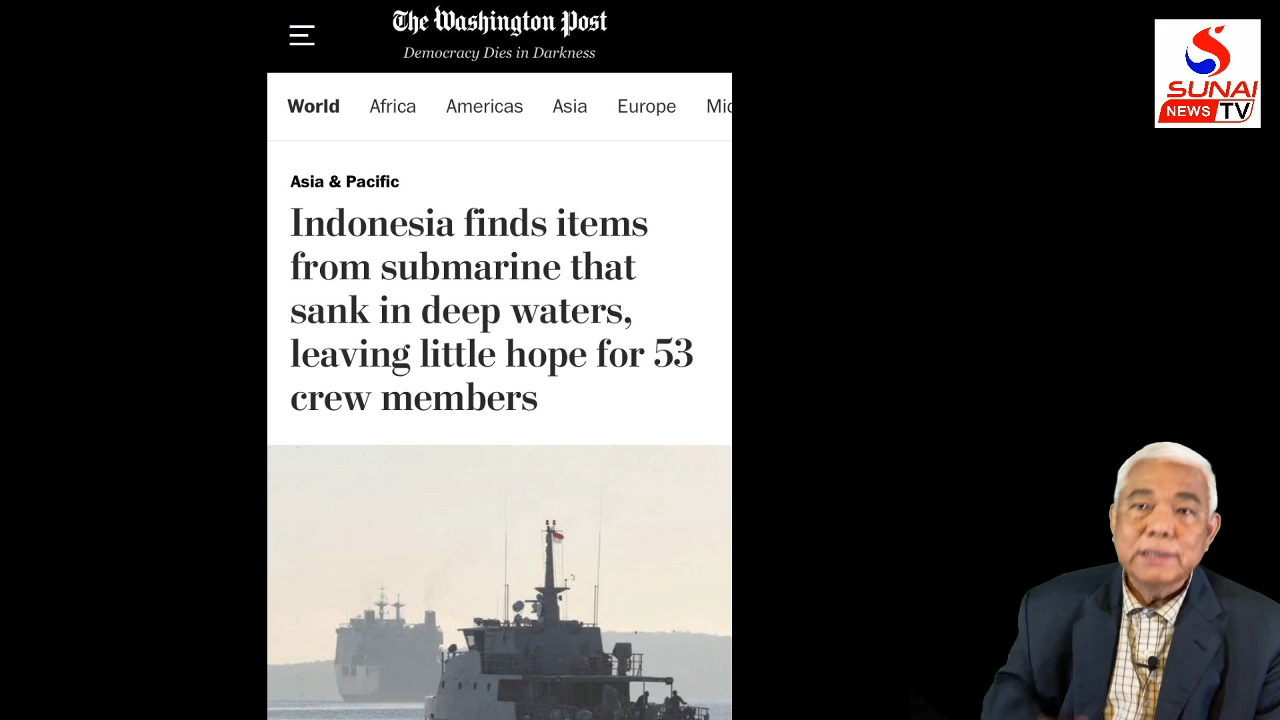 The Washington Post
Democracy Dies in Darkness
SUNAI
NEWS TV
World Africa Americas Asia Europe Mid
Asia & Pacific
Indonesia finds items
from submarine that
sank in deep waters,
leaving little hope for 53
crew members